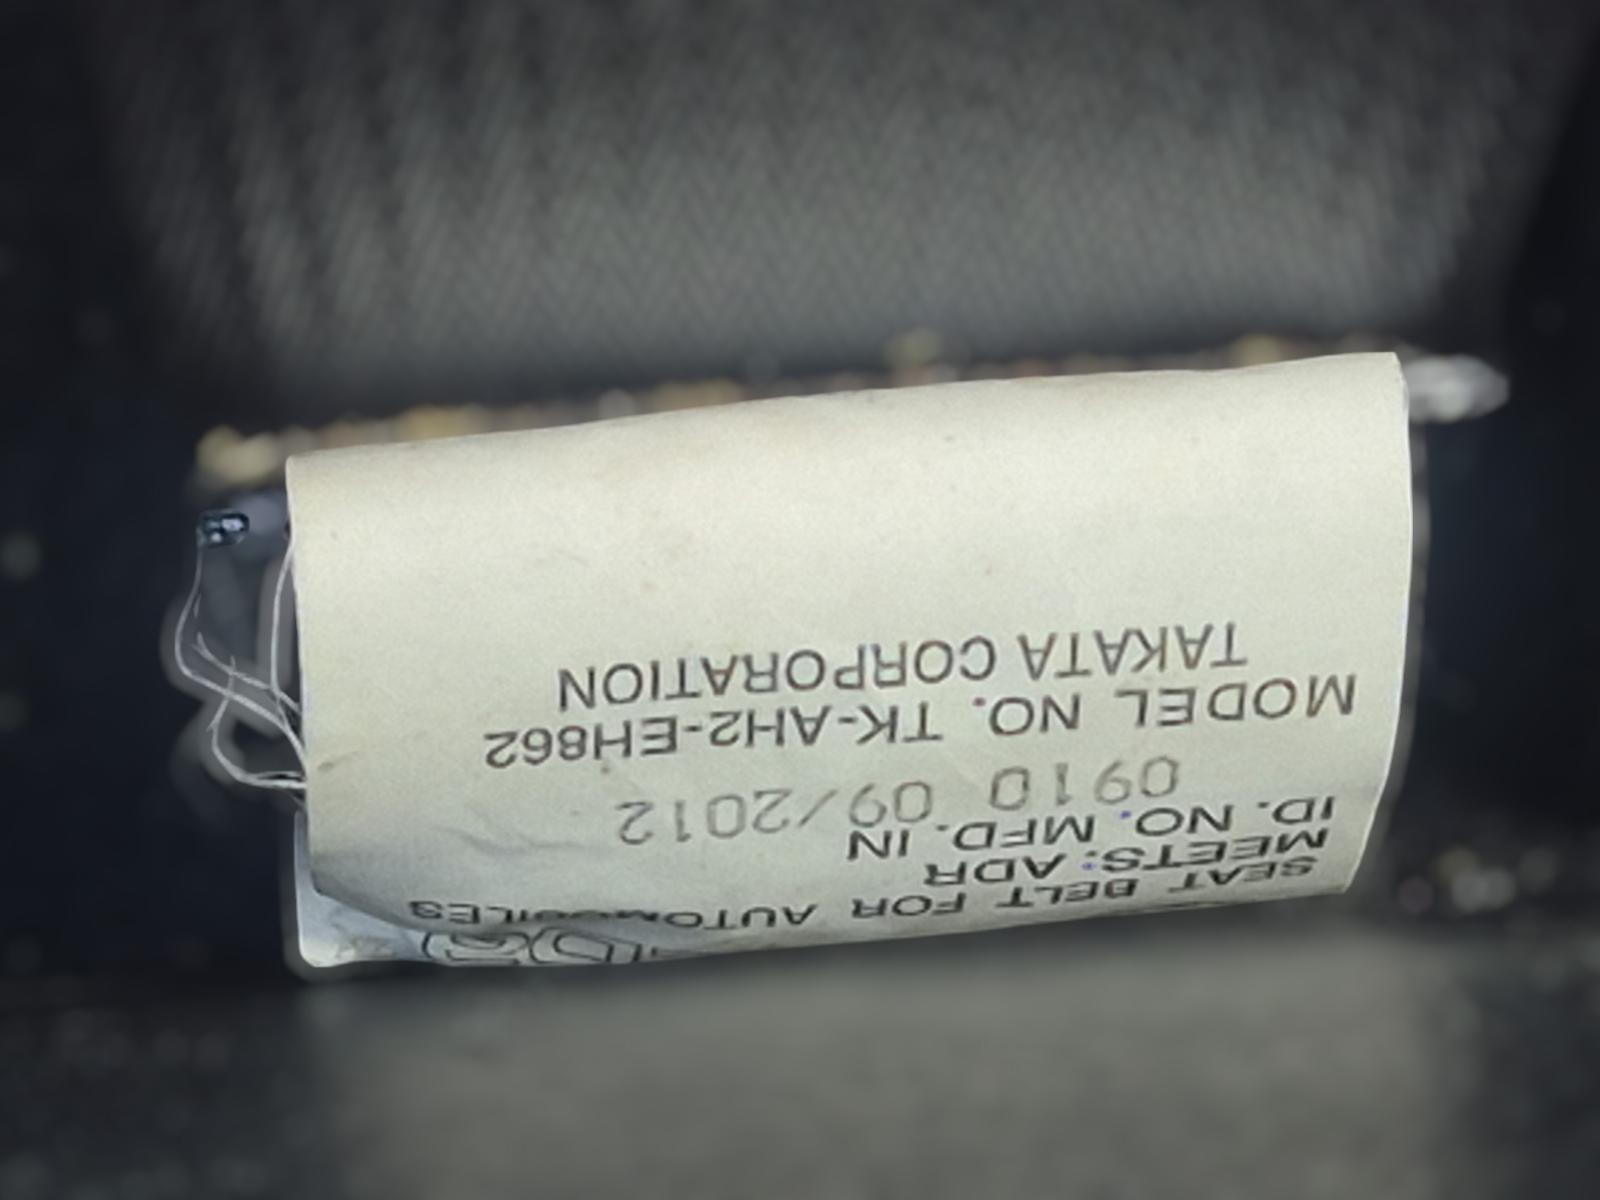 SEAT BELT FOR AUTOMOBILES
MEETS: ADR
ID. NO. MFD. IN
0910 09/2012
MODEL NO. TK-AH2-EH862
TAKATA CORPORATION